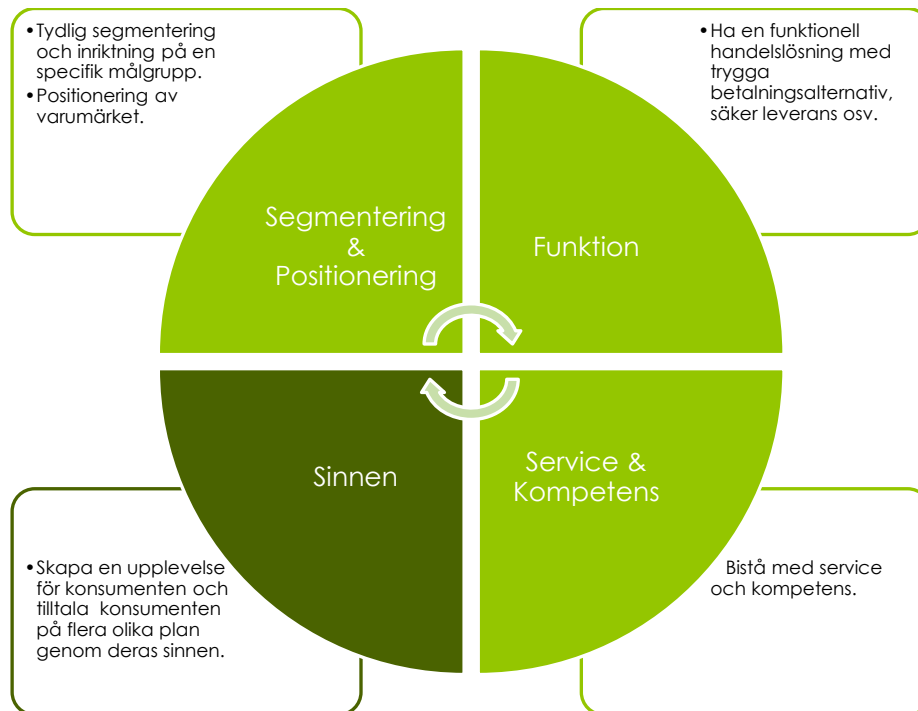 •Tydlig segmentering
och inriktning på en
specifik målgrupp.
•Positionering av
varumärket.
•Ha en funktionell
handelslösning med
trygga
betalningsalternativ,
säker leverans osv.
Segmentering
&
Positionering
Funktion
Sinnen
Service &
Kompetens
•Skapa en upplevelse
för konsumenten och
tilltala konsumenten
på flera olika plan
genom deras sinnen.
Bistå med service
och kompetens.